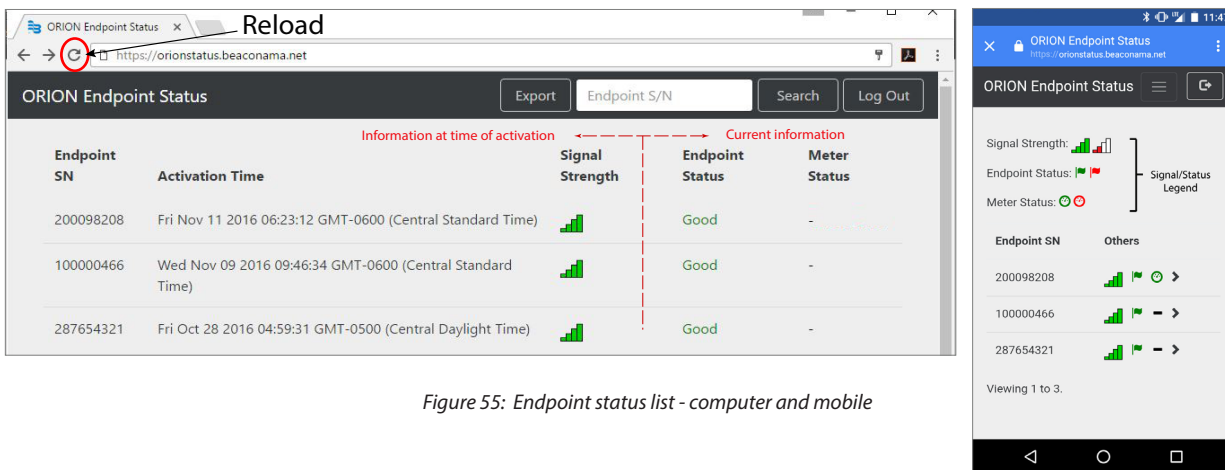 ORION Endpoint Status
Reload
https://orionstatus.beaconama.net
ORION Endpoint Status
Export
Endpoint S/N
Search
Log Out
Information at time of activation
Current information
Endpoint SN
Activation Time
Signal Strength
Endpoint Status
Meter Status
200098208 Fri Nov 11 2016 06:23:12 GMT-0600 (Central Standard Time) Good -
100000466 Wed Nov 09 2016 09:46:34 GMT-0600 (Central Standard
Time) Good -
287654321 Fri Oct 28 2016 04:59:31 GMT-0500 (Central Daylight Time) Good -
Figure 55: Endpoint status list - computer and mobile
ORION Endpoint Status
https://orionstatus.beaconama.net
ORION Endpoint Status
Signal Strength:
Endpoint Status:
Meter Status:
Signal/Status
Legend
Endpoint SN Others
200098208
100000466
287654321
Viewing 1 to 3.